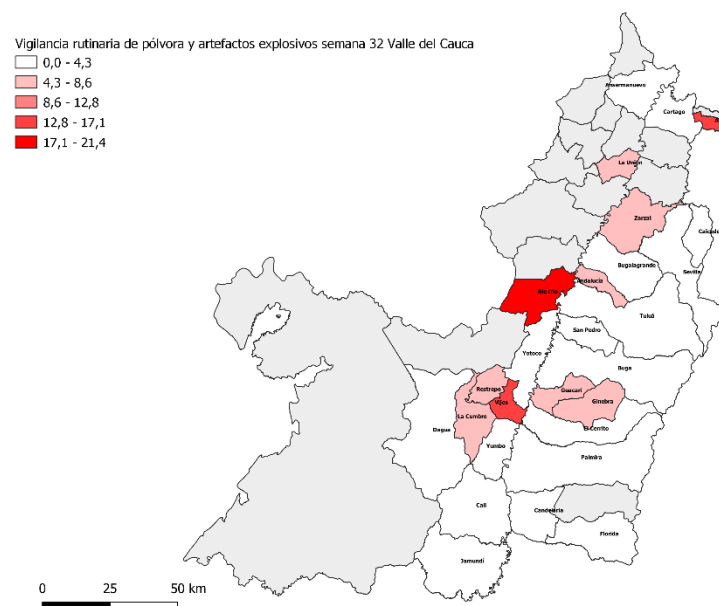 Vigilancia rutinaria de pólvora y artefactos explosivos semana 32 Valle del Cauca
0,0 - 4,3
4,3 - 8,6
8,6 - 12,8
12,8 - 17,1
17,1 - 21,4
Ansermanuevo
Cartago
La Unión
Zarzal
Caicedo
Bugalagrande
Sevilla
Andalucía
Río Frío
Tuluá
San Pedro
Yotoco
Buga
Restrepo
Guacarí
Vijes
Ginebra
La Cumbre
Dagua
El Cerrito
Yumbo
Palmira
Cali
Candelaria
Florida
Jamundí
0 25 50 km